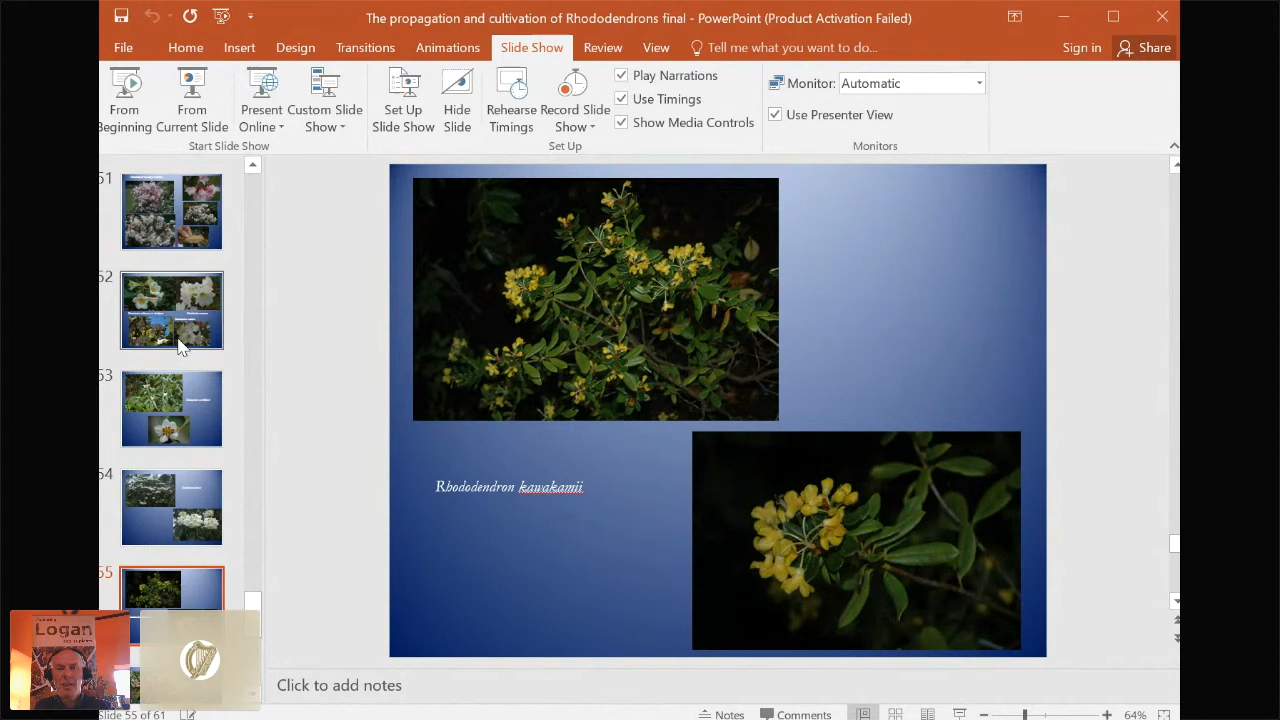 The propagation and cultivation of Rhododendrons final - PowerPoint (Product Activation Failed)
File Home Insert Design Transitions Animations Slide Show Review View Tell me what you want to do... Sign in Share
From Beginning
From Current Slide
Present Online
Custom Slide Show
Set Up Slide Show
Hide Slide
Rehearse Timings
Record Slide Show
Play Narrations
Use Timings
Show Media Controls
Monitor: Automatic
Use Presenter View
Start Slide Show
Set Up
Monitors
51
52
53
54
55
Rhododendron kawakamii
Logan
Click to add notes
Slide 55 of 61
Notes
Comments
64%